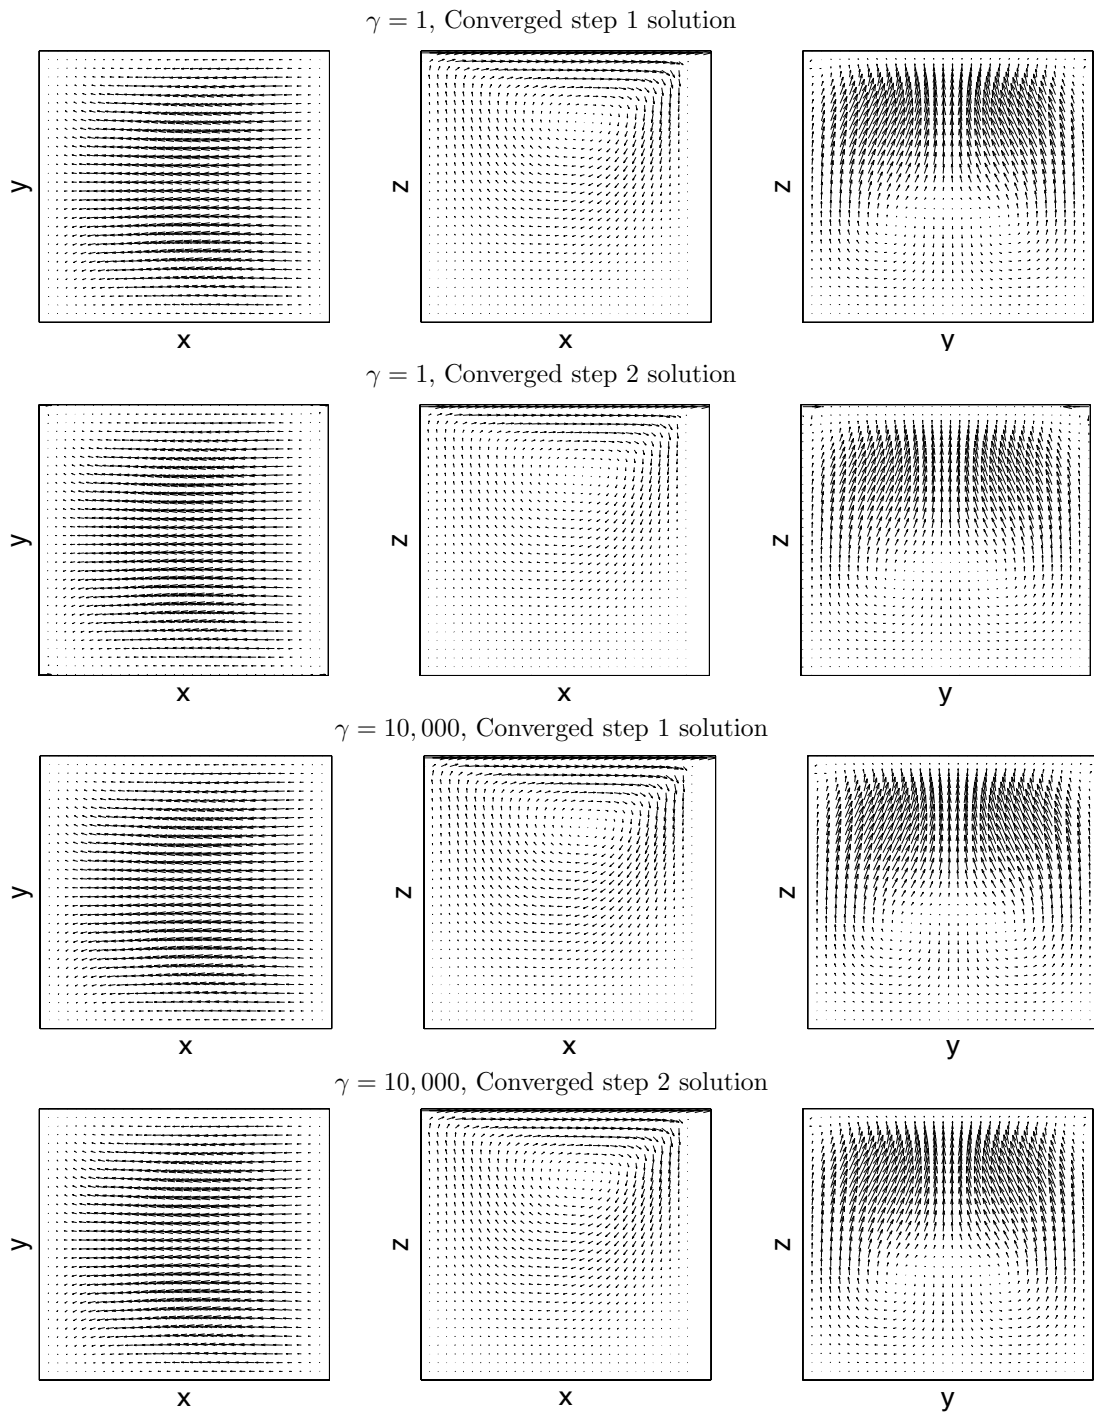 γ = 1, Converged step 1 solution
y z z
x x y
γ = 1, Converged step 2 solution
y z z
x x y
γ = 10,000, Converged step 1 solution
y z z
x x y
γ = 10,000, Converged step 2 solution
y z z
x x y